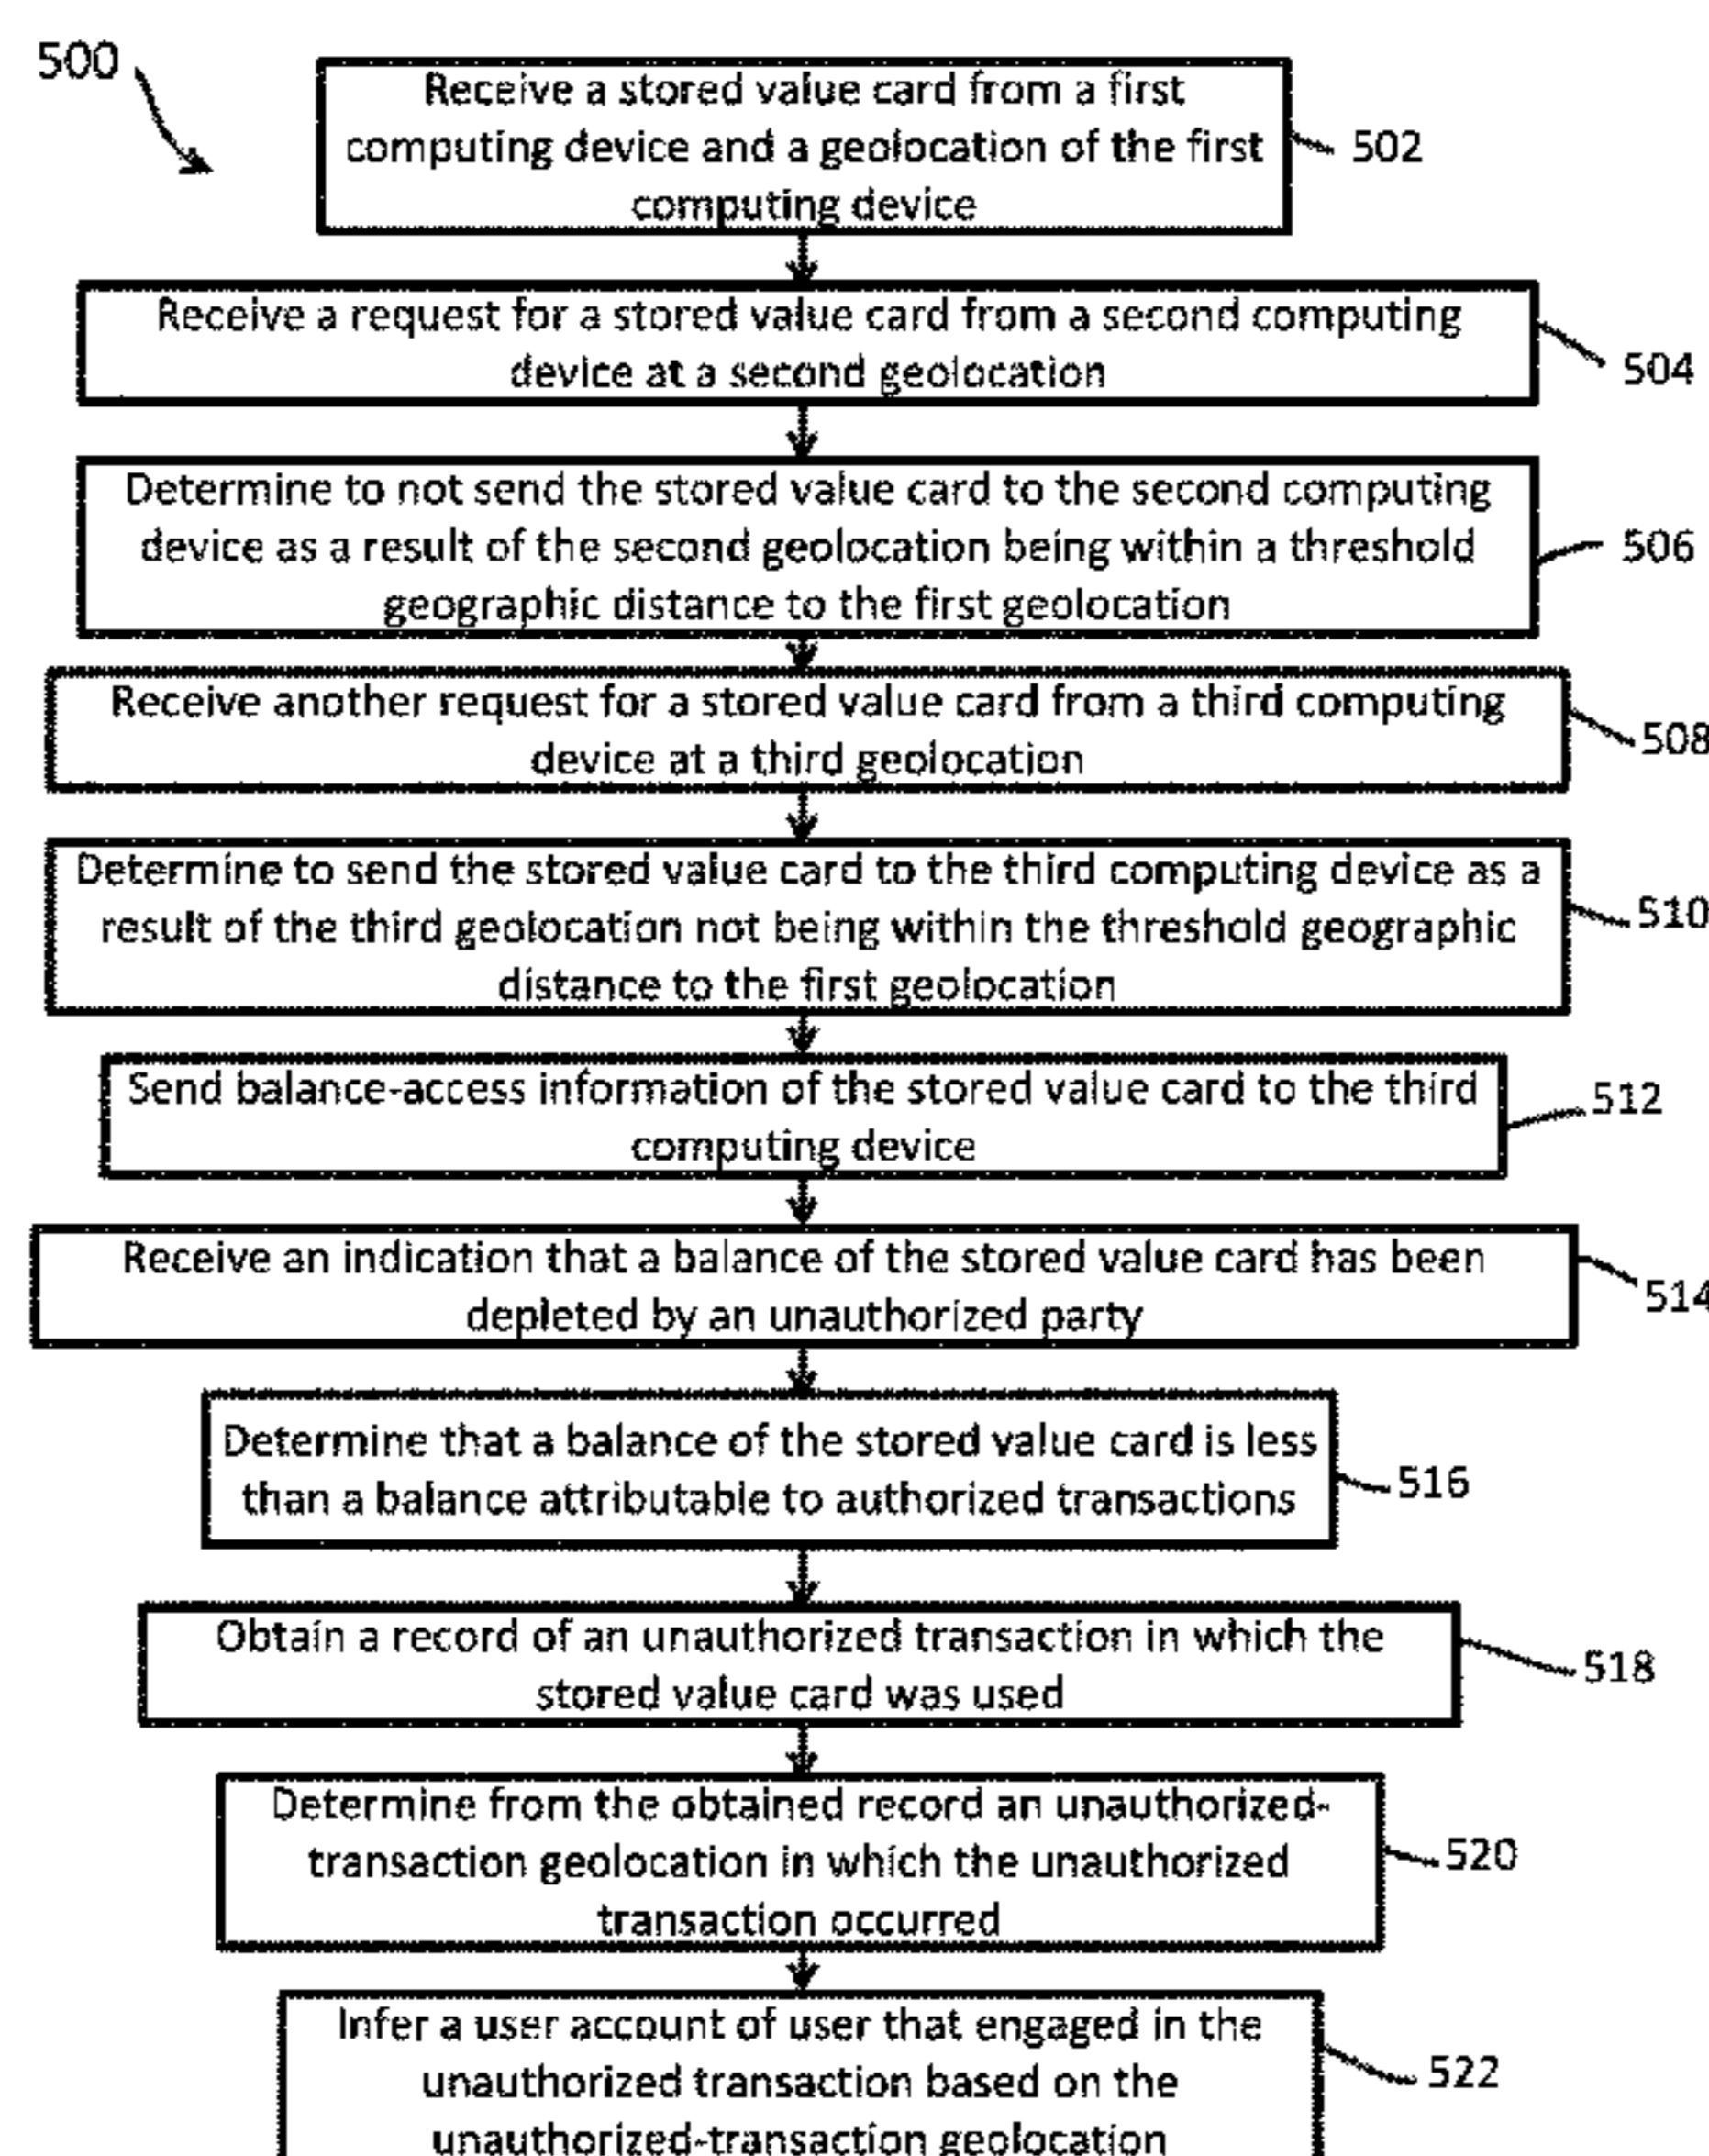 500
Receive a stored value card from a first
computing device and a geolocation of the first
computing device
502
Receive a request for a stored value card from a second computing
device at a second geolocation
504
Determine to not send the stored value card to the second computing
device as a result of the second geolocation being within a threshold
geographic distance to the first geolocation
506
Receive another request for a stored value card from a third computing
device at a third geolocation
508
Determine to send the stored value card to the third computing device as a
result of the third geolocation not being within the threshold geographic
distance to the first geolocation
510
Send balance-access information of the stored value card to the third
computing device
512
Receive an indication that a balance of the stored value card has been
depleted by an unauthorized party
514
Determine that a balance of the stored value card is less
than a balance attributable to authorized transactions
516
Obtain a record of an unauthorized transaction in which the
stored value card was used
518
Determine from the obtained record an unauthorized-
transaction geolocation in which the unauthorized
transaction occurred
520
Infer a user account of user that engaged in the
unauthorized transaction based on the
unauthorized-transaction geolocation
522